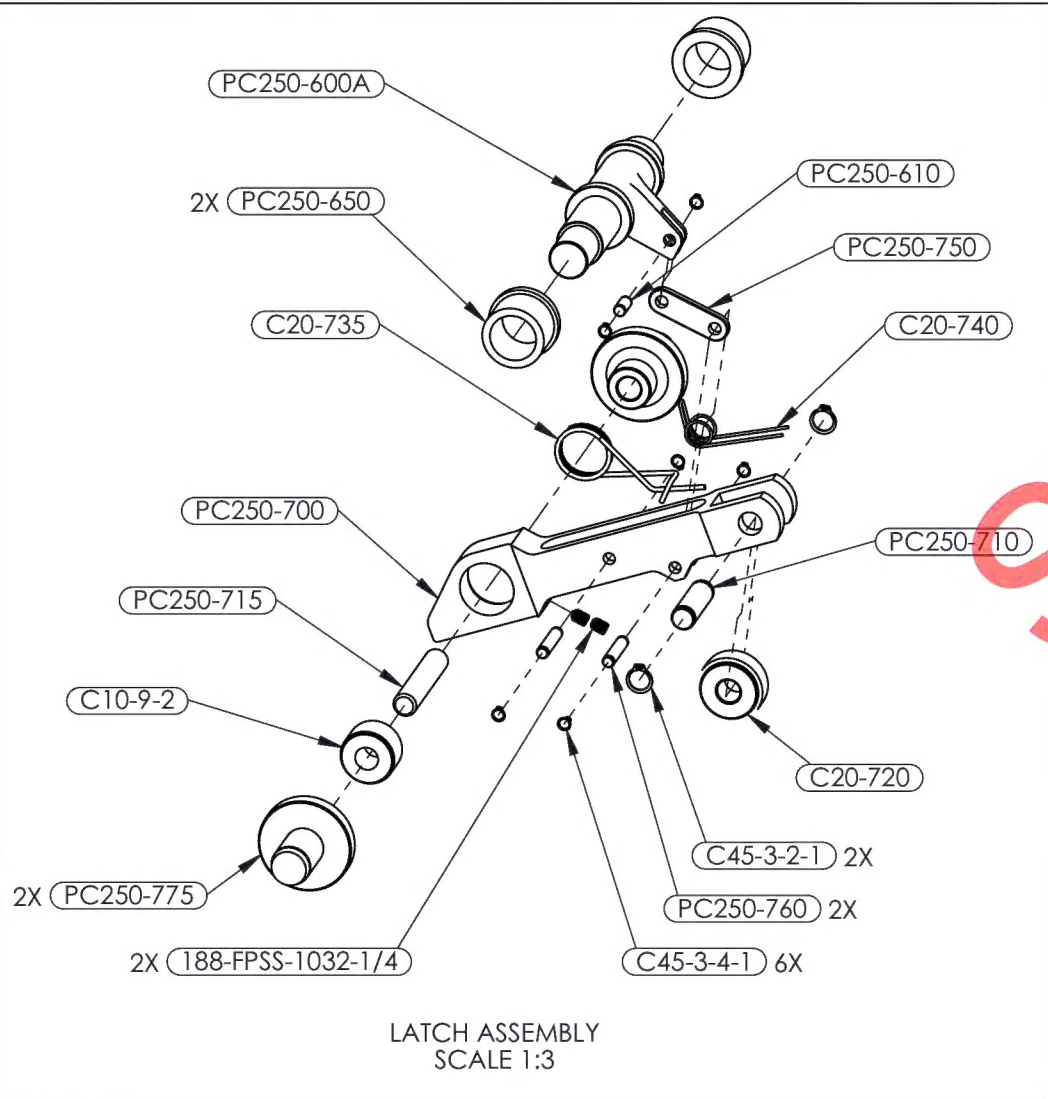 PC250-600A
2X PC250-650
PC250-610
PC250-750
C20-735
C20-740
PC250-700
PC250-710
PC250-715
C10-9-2
C20-720
C45-3-2-1 2X
2X PC250-775
PC250-760 2X
2X 188-FPSS-1032-1/4
C45-3-4-1 6X
LATCH ASSEMBLY
SCALE 1:3